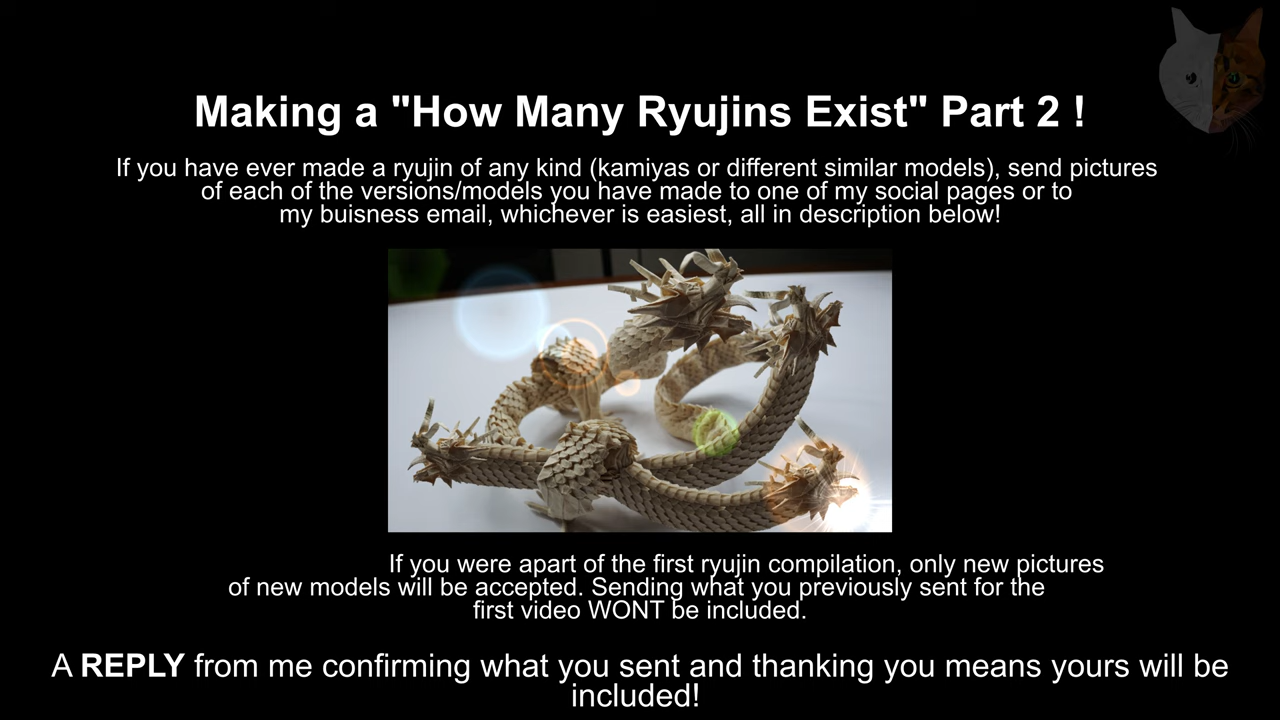 Making a "How Many Ryujins Exist" Part 2 !
If you have ever made a ryujin of any kind (kamiyas or different similar models), send pictures
of each of the versions/models you have made to one of my social pages or to
my buisness email, whichever is easiest, all in description below!
If you were apart of the first ryujin compilation, only new pictures
of new models will be accepted. Sending what you previously sent for the
first video WONT be included.
A REPLY from me confirming what you sent and thanking you means yours will be
included!